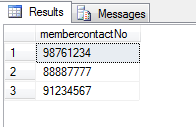 Results Messages
membercontactNo
1 98761234
2 88887777
3 91234567